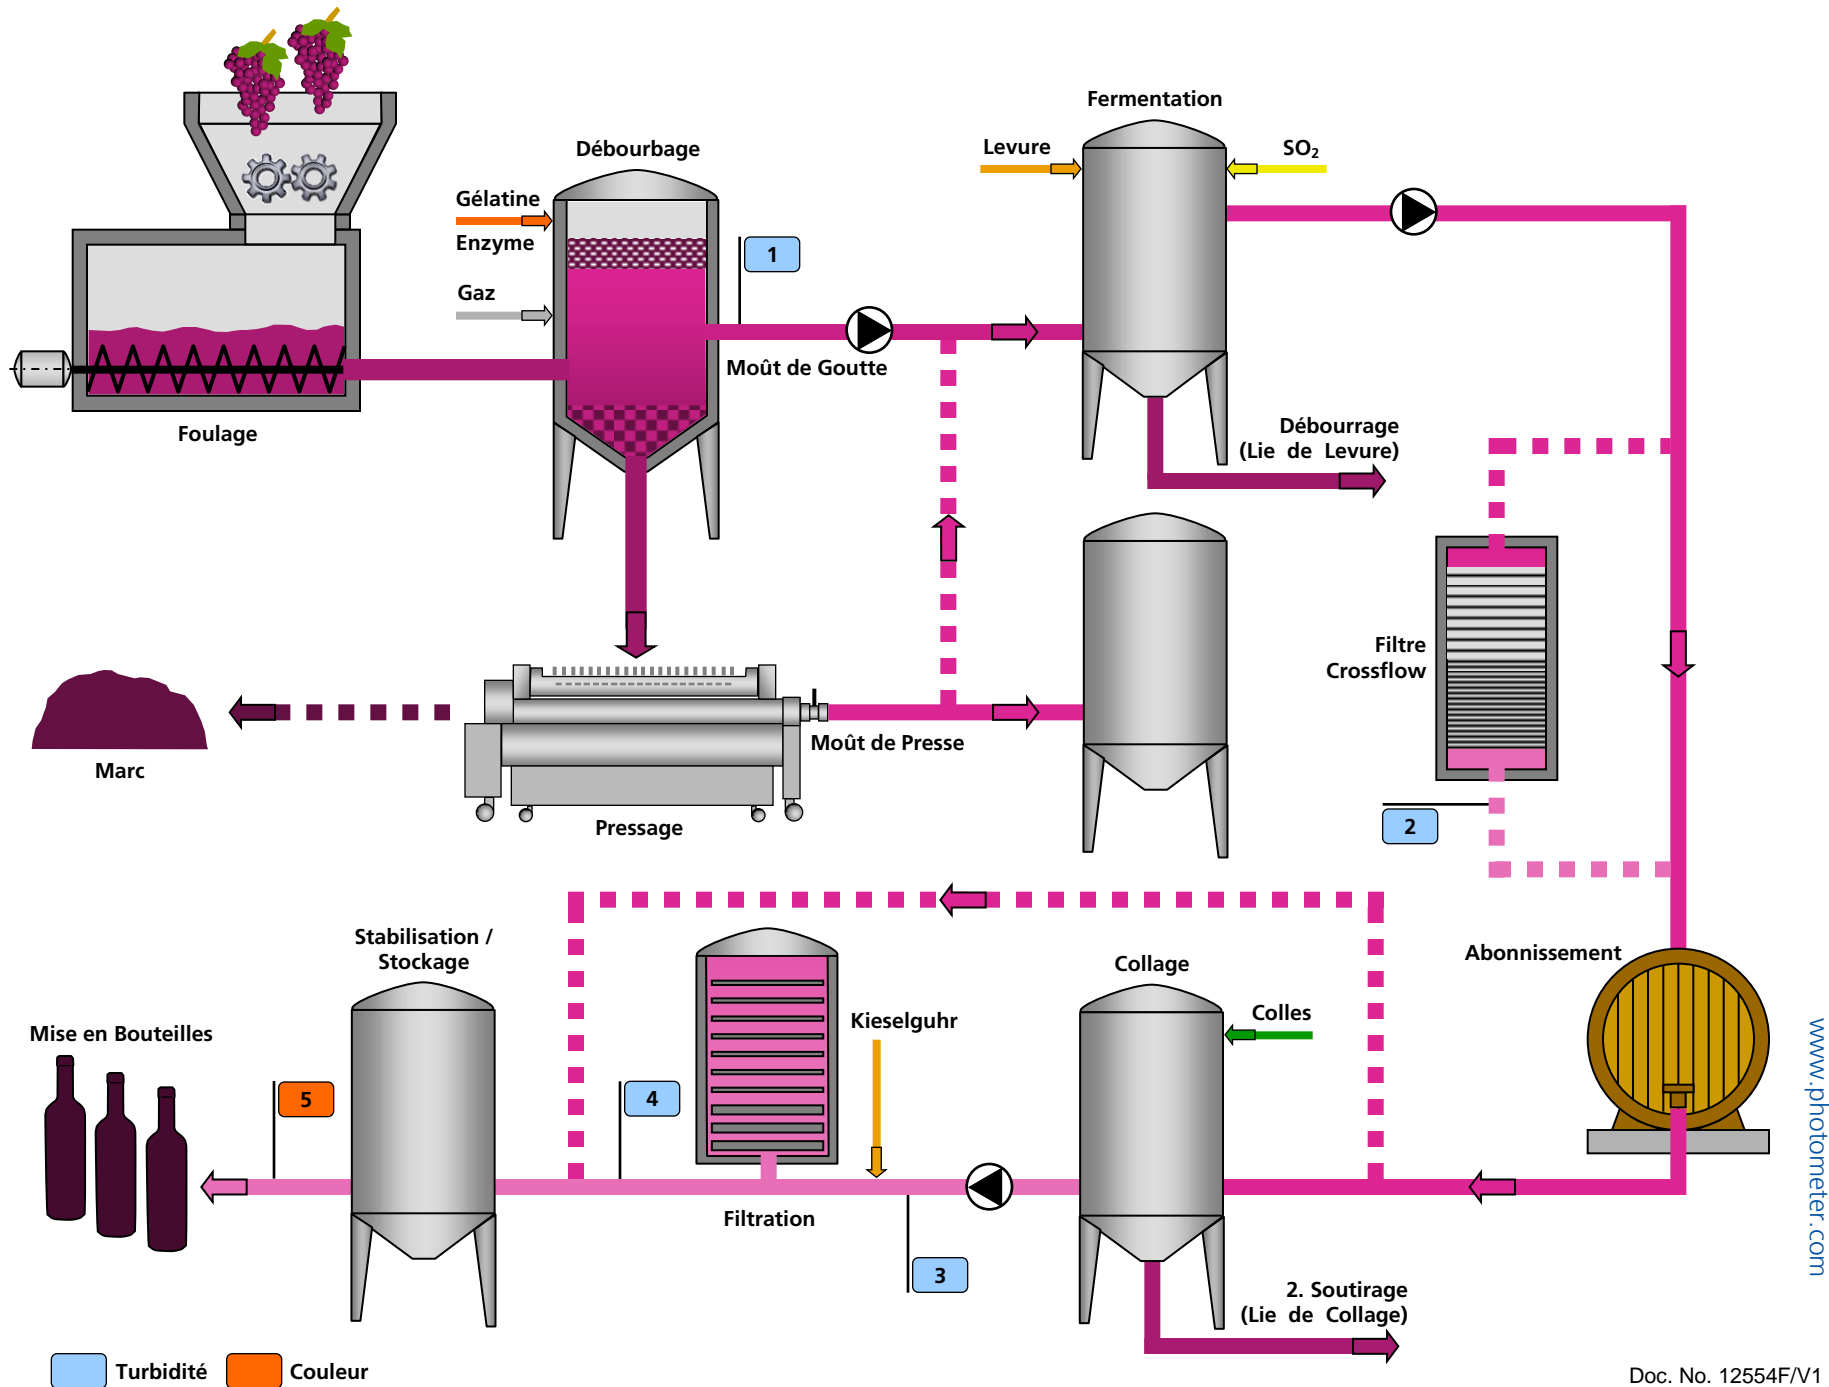 Fermentation
Débourbage
Levure
SO₂
Gélatine
Enzyme
1
Gaz
Moût de Goutte
Foulage
Débourrage
(Lie de Levure)
Filtre
Crossflow
Moût de Presse
Marc
Pressage
2
Stabilisation /
Stockage
Abonnissement
Collage
Kieselguhr
Colles
Mise en Bouteilles
5
4
www.photometer.com
Filtration
3
2. Soutirage
(Lie de Collage)
Turbidité
Couleur
Doc. No. 12554F/V1